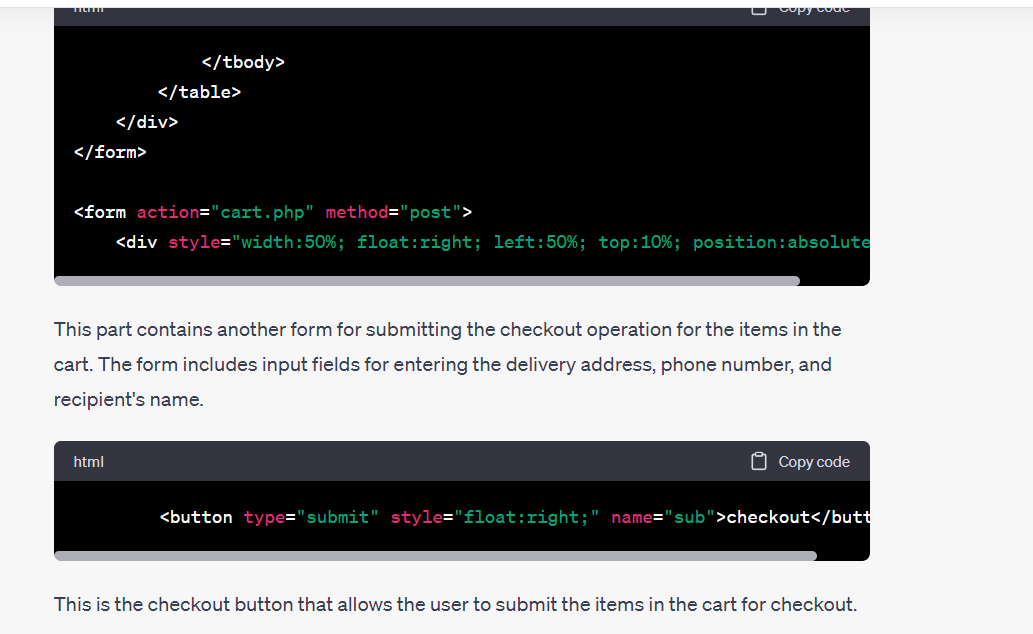 html Copy code
</tbody>
</table>
</div>
</form>
<form action="cart.php" method="post">
<div style="width:50%; float:right; left:50%; top:10%; position:absolute
This part contains another form for submitting the checkout operation for the items in the
cart. The form includes input fields for entering the delivery address, phone number, and
recipient's name.
html Copy code
<button type="submit" style="float:right;" name="sub">checkout</butt
This is the checkout button that allows the user to submit the items in the cart for checkout.